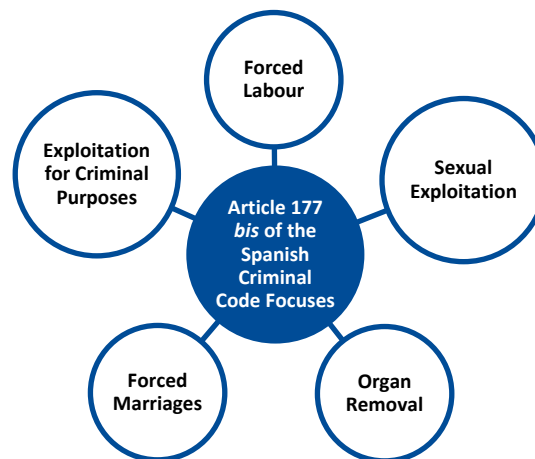 Forced
Labour
Exploitation
for Criminal
Purposes
Sexual
Exploitation
Article 177
bis of the
Spanish
Criminal
Code Focuses
Forced
Marriages
Organ
Removal